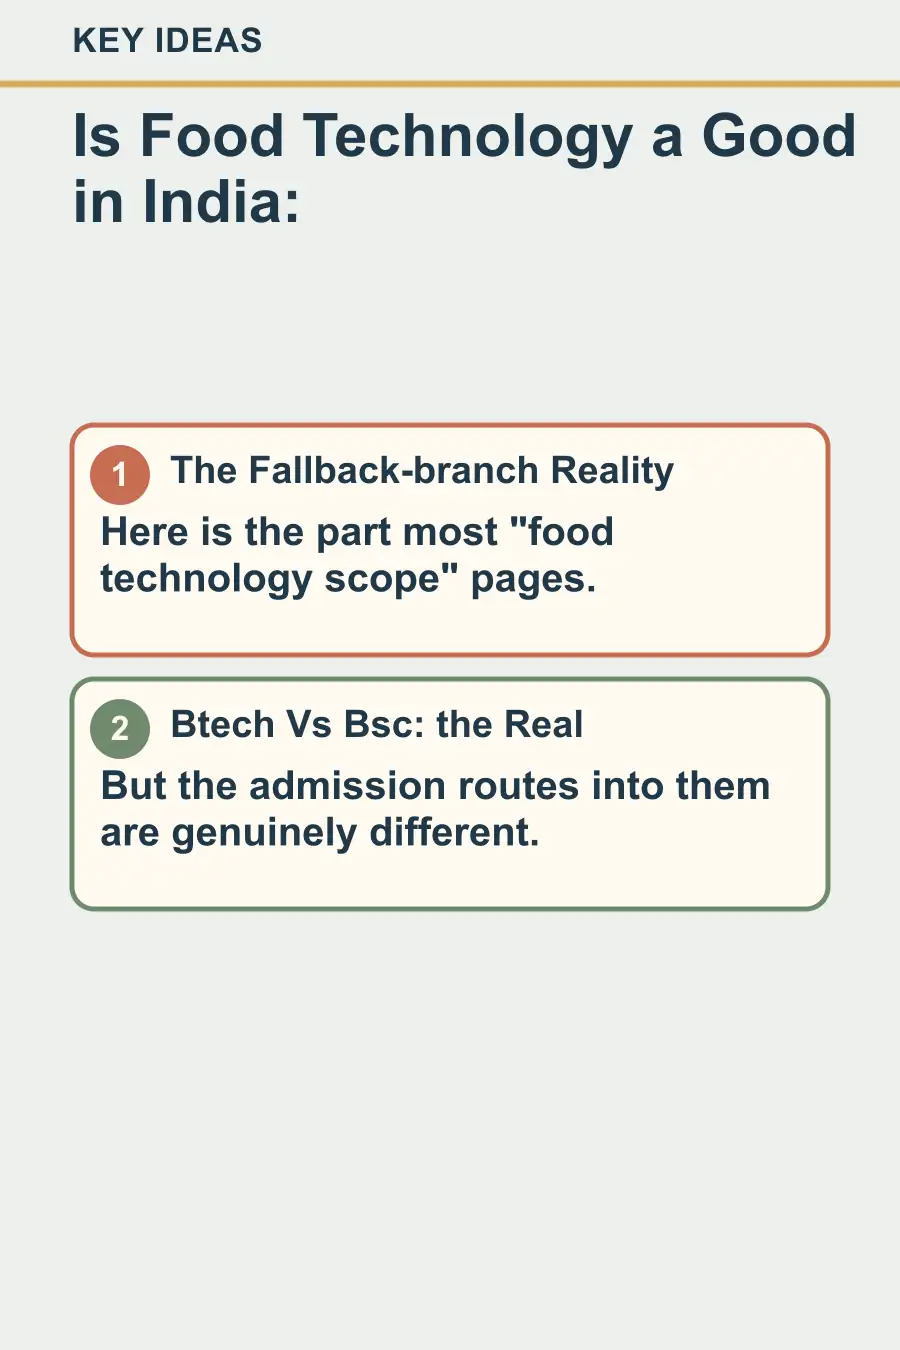 KEY IDEAS
Is Food Technology a Good
in India:
1 The Fallback-branch Reality
Here is the part most "food
technology scope" pages.
2 Btech Vs Bsc: the Real
But the admission routes into them
are genuinely different.